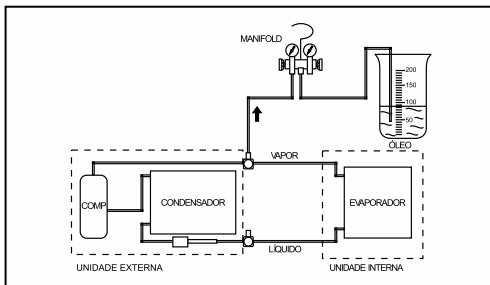 MANIFOLD
200
150
100
50
ÓLEO
VAPOR
COMP
CONDENSADOR
EVAPORADOR
LÍQUIDO
UNIDADE EXTERNA
UNIDADE INTERNA